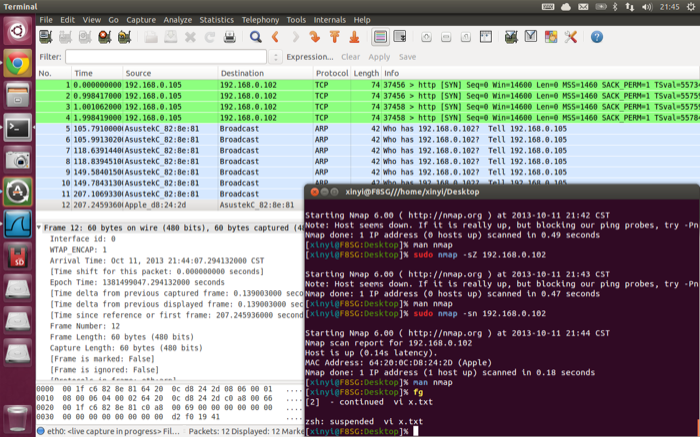 Terminal
21:45
File Edit View Go Capture Analyze Statistics Telephony Tools Internals Help
Filter: Expression... Clear Apply Save
No. Time Source Destination Protocol Length Info
1 0.000000000 192.168.0.105 192.168.0.102 TCP 74 37456 > http [SYN] Seq=0 Win=14600 Len=0 MSS=1460 SACK_PERM=1
2 0.998417000 192.168.0.105 192.168.0.102 TCP 74 37456 > http [SYN] Seq=0 Win=14600 Len=0 MSS=1460 SACK_PERM=1
3 1.001062000 192.168.0.105 192.168.0.102 TCP 74 37458 > http [SYN] Seq=0 Win=14600 Len=0 MSS=1460 SACK_PERM=1
4 1.998419000 192.168.0.105 192.168.0.102 TCP 74 37458 > http [SYN] Seq=0 Win=14600 Len=0 MSS=1460 SACK_PERM=1
5 105.7910000 AsustekC_82:8e:81 Broadcast ARP 42 Who has 192.168.0.102? Tell 192.168.0.105
6 105.9913020 AsustekC_82:8e:81 Broadcast ARP 42 Who has 192.168.0.102? Tell 192.168.0.105
7 118.6391440 AsustekC_82:8e:81 Broadcast ARP 42 Who has 192.168.0.102? Tell 192.168.0.105
8 118.8394510 AsustekC_82:8e:81 Broadcast ARP 42 Who has 192.168.0.102? Tell 192.168.0.105
9 149.5840150 AsustekC_82:8e:81 Broadcast ARP 42 Who has 192.168.0.102? Tell 192.168.0.105
10 149.7843130 AsustekC_82:8e:81 Broadcast ARP 42 Who has 192.168.0.102? Tell 192.168.0.105
11 207.1069330 AsustekC_82:8e:81 Broadcast
12 207.2459360 Apple_d8:24:2d AsustekC_82:8e:81
Frame 12: 60 bytes on wire (480 bits), 60 bytes captured
Interface id: 0
WTAP_ENCAP: 1
Arrival Time: Oct 11, 2013 21:44:07.294132000 CST
[Time shift for this packet: 0.000000000 seconds]
Epoch Time: 1381499047.294132000 seconds
[Time delta from previous captured frame: 0.139003000 sec
[Time delta from previous displayed frame: 0.139003000 sec
[Time since reference or first frame: 207.245936000 second
Frame Number: 12
Frame Length: 60 bytes (480 bits)
Capture Length: 60 bytes (480 bits)
[Frame is marked: False]
[Frame is ignored: False]
0000 00 1f c6 82 8e 81 64 20 0c d8 24 2d 08 06 00 01
0010 08 00 06 04 00 02 64 20 0c d8 24 2d c0 a8 00 66
0020 00 1f c6 82 8e 81 c0 a8 00 69 00 00 00 00 00 00
0030 00 00 00 00 00 00 00 00 d2 f0 19 41
eth0: <live capture in progress> Fil... Packets: 12 Displayed: 12 Mark
xinyi@F8SG///home/xinyi/Desktop
Starting Nmap 6.00 ( http://nmap.org ) at 2013-10-11 21:42 CST
Note: Host seems down. If it is really up, but blocking our ping probes, try -Pn
Nmap done: 1 IP address (0 hosts up) scanned in 0.49 seconds
[xinyi@F8SG:Desktop]% man nmap
[xinyi@F8SG:Desktop]% sudo nmap -sZ 192.168.0.102
Starting Nmap 6.00 ( http://nmap.org ) at 2013-10-11 21:43 CST
Note: Host seems down. If it is really up, but blocking our ping probes, try -Pn
Nmap done: 1 IP address (0 hosts up) scanned in 0.47 seconds
[xinyi@F8SG:Desktop]% man nmap
[xinyi@F8SG:Desktop]% sudo nmap -sn 192.168.0.102
Starting Nmap 6.00 ( http://nmap.org ) at 2013-10-11 21:44 CST
Nmap scan report for 192.168.0.102
Host is up (0.14s latency).
MAC Address: 64:20:0C:D8:24:2D (Apple)
Nmap done: 1 IP address (1 host up) scanned in 0.18 seconds
[xinyi@F8SG:Desktop]% man nmap
[xinyi@F8SG:Desktop]% fg
[2] - continued vi x.txt
zsh: suspended vi x.txt
[xinyi@F8SG:Desktop]%